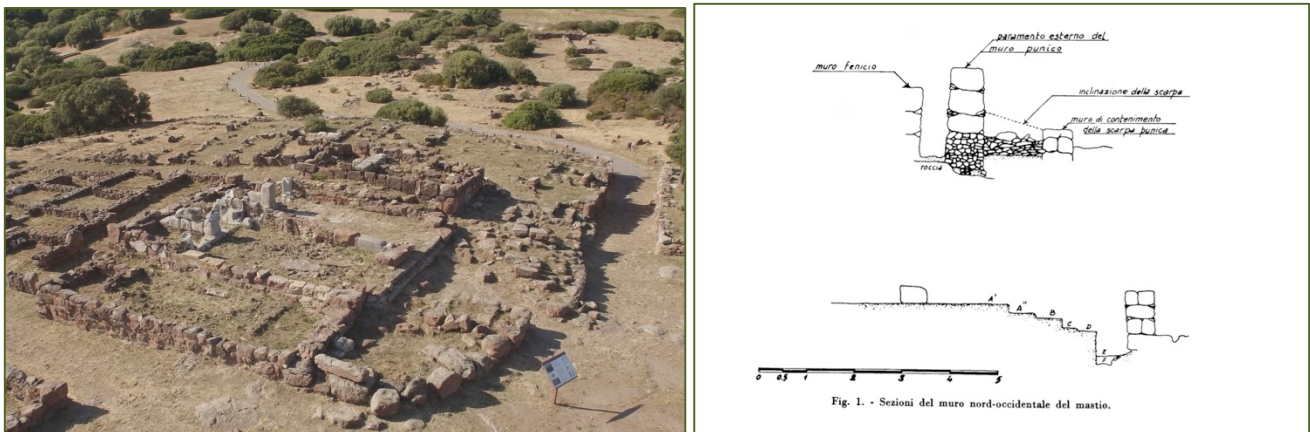 paramento esterno del
muro punico
muro fenicio
inclinazione della scarpa
muro di contenimento
della scarpa punica
roccia
A'
A"
B
C
D
E
F
0 0.5 1 2 3 4 5
Fig. 1. - Sezioni del muro nord-occidentale del mastio.